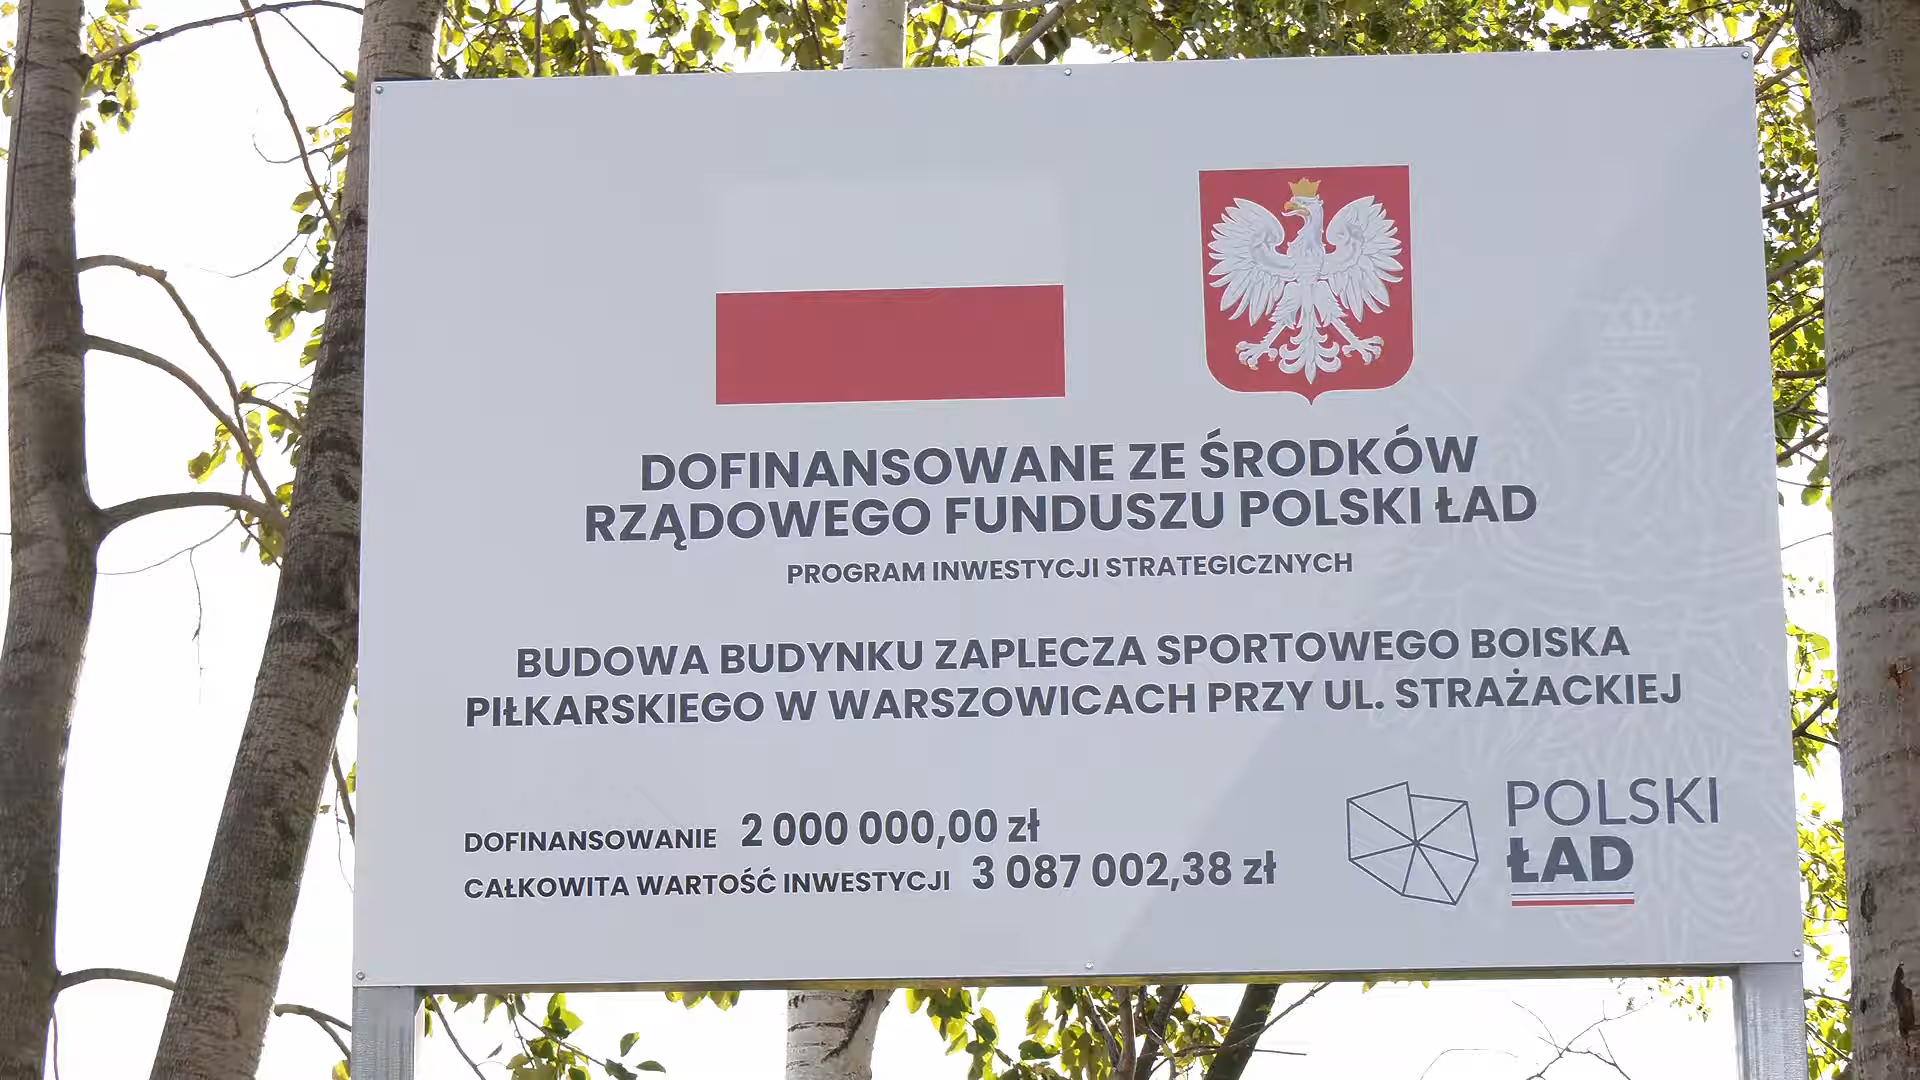 DOFINANSOWANE ZE ŚRODKÓW
RZĄDOWEGO FUNDUSZU POLSKI ŁAD
PROGRAM INWESTYCJI STRATEGICZNYCH
BUDOWA BUDYNKU ZAPLECZA SPORTOWEGO BOISKA
PIŁKARSKIEGO W WARSZOWICACH PRZY UL. STRAŻACKIEJ
DOFINANSOWANIE 2 000 000,00 zł
CAŁKOWITA WARTOŚĆ INWESTYCJI 3 087 002,38 zł
POLSKI
ŁAD